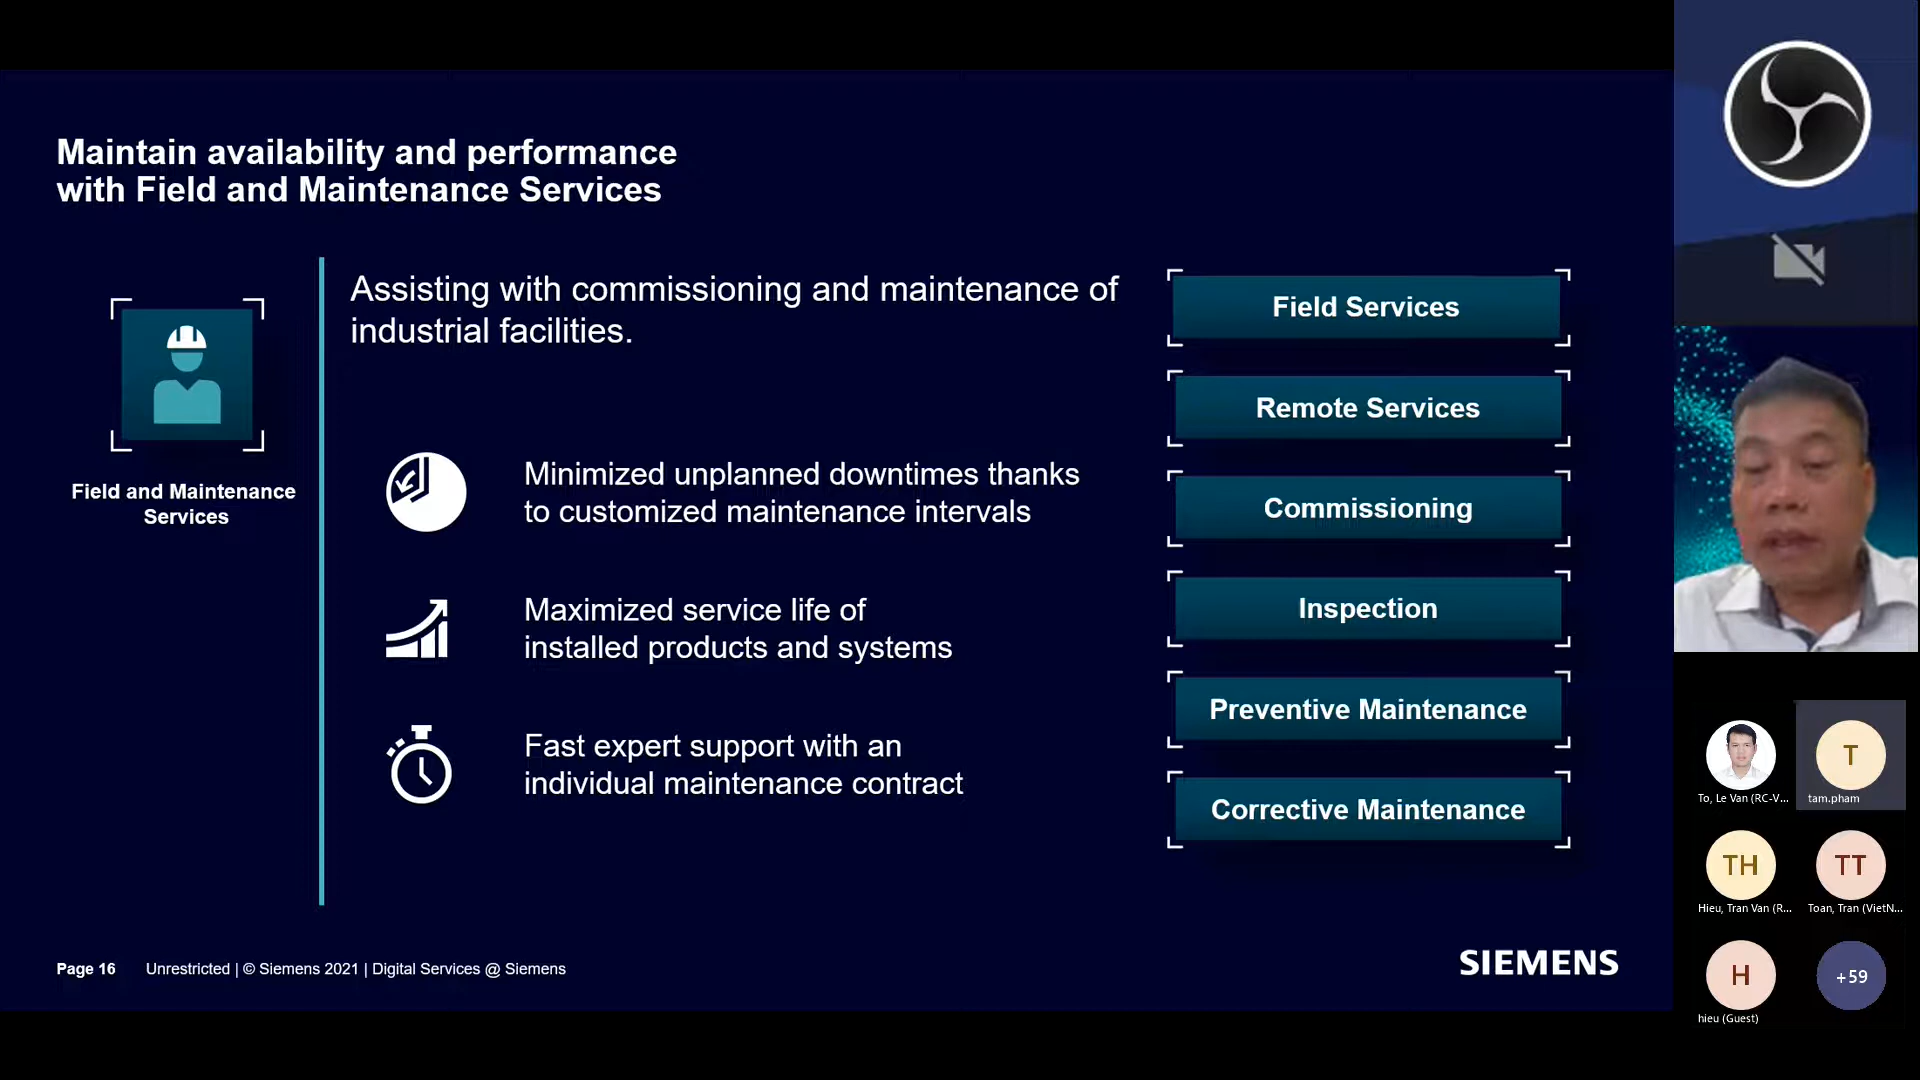 Maintain availability and performance
with Field and Maintenance Services
Field and Maintenance
Services
Assisting with commissioning and maintenance of
industrial facilities.
Minimized unplanned downtimes thanks
to customized maintenance intervals
Maximized service life of
installed products and systems
Fast expert support with an
individual maintenance contract
Field Services
Remote Services
Commissioning
Inspection
Preventive Maintenance
Corrective Maintenance
Page 16 Unrestricted | © Siemens 2021 | Digital Services @ Siemens
SIEMENS
To, Le Van (RC-V...
T
tam.pham
TH
Hieu, Tran Van (R...
TT
Toan, Tran (VietN...
H
hieu (Guest)
+59